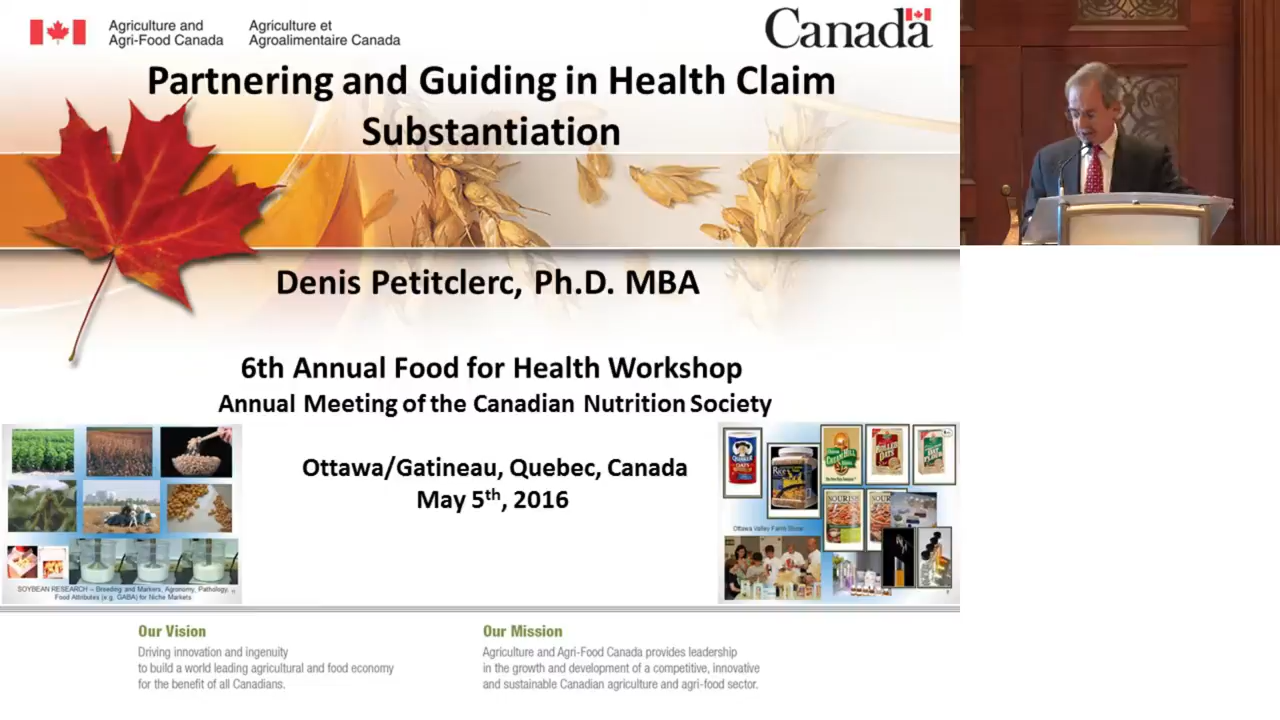 Agriculture and
Agri-Food Canada
Agriculture et
Agroalimentaire Canada
Canada
Partnering and Guiding in Health Claim
Substantiation
Denis Petitclerc, Ph.D. MBA
6th Annual Food for Health Workshop
Annual Meeting of the Canadian Nutrition Society
Ottawa/Gatineau, Quebec, Canada
May 5th, 2016
Ottawa Valley Farm Show
SOYBEAN RESEARCH – Breeding and Markers, Agronomy, Pathology,
Food Attributes (e.g. GABA) for Niche Markets
Our Vision
Driving innovation and ingenuity
to build a world leading agricultural and food economy
for the benefit of all Canadians.
Our Mission
Agriculture and Agri-Food Canada provides leadership
in the growth and development of a competitive, innovative
and sustainable Canadian agriculture and agri-food sector.